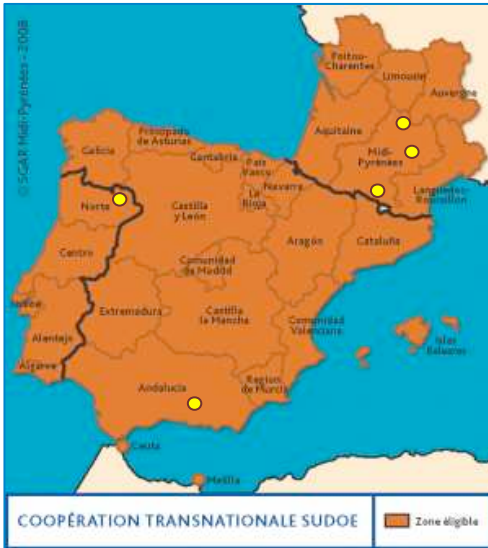 © SGAR Midi-Pyrénées - 2008
Poitou-
Charentes
Limousin
Auvergne
Aquitaine
Midi-
Pyrénées
Languedoc-
Roussillon
Galicia
Principado
de Asturias
Cantabria
País
Vasco
Navarra
La
Rioja
Norte
Castilla
y León
Aragón
Cataluña
Centro
Comunidad
de Madrid
Extremadura
Castilla
la Mancha
Comunidad
Valenciana
Islas
Baleares
Lisboa
Alentejo
Algarve
Andalucía
Region
de Murcia
Ceuta
Melilla
COOPÉRATION TRANSNATIONALE SUDOE
Zone éligible